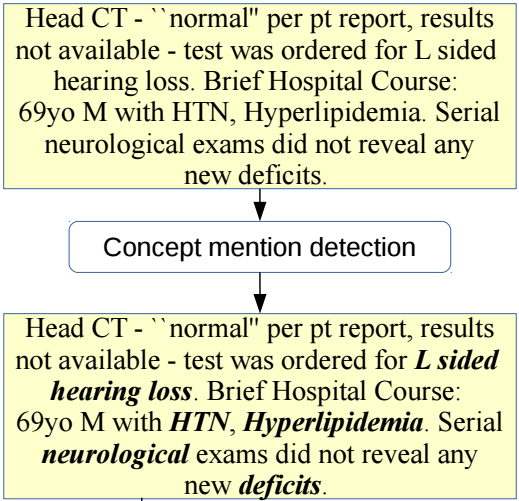 Head CT - ``normal" per pt report, results
not available - test was ordered for L sided
hearing loss. Brief Hospital Course:
69yo M with HTN, Hyperlipidemia. Serial
neurological exams did not reveal any
new deficits.
Concept mention detection
Head CT - ``normal" per pt report, results
not available - test was ordered for L sided
hearing loss. Brief Hospital Course:
69yo M with HTN, Hyperlipidemia. Serial
neurological exams did not reveal any
new deficits.